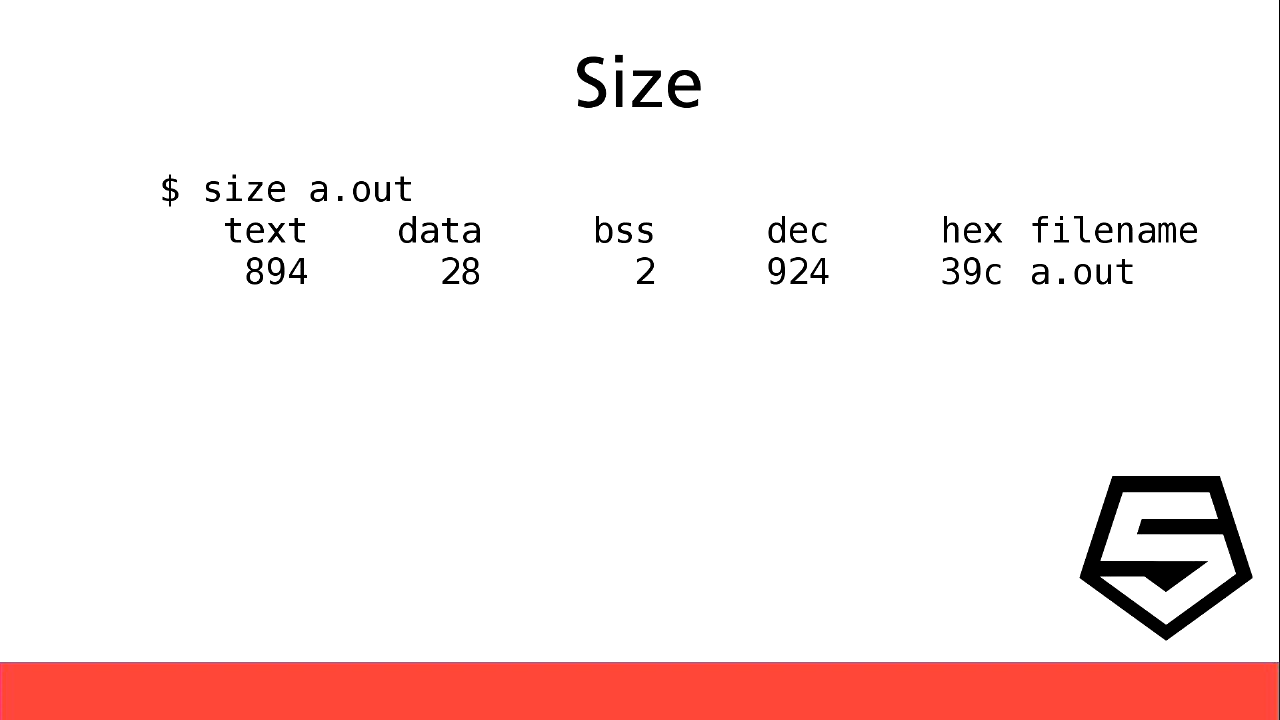 Size
$ size a.out
text data bss dec hex filename
894 28 2 924 39c a.out